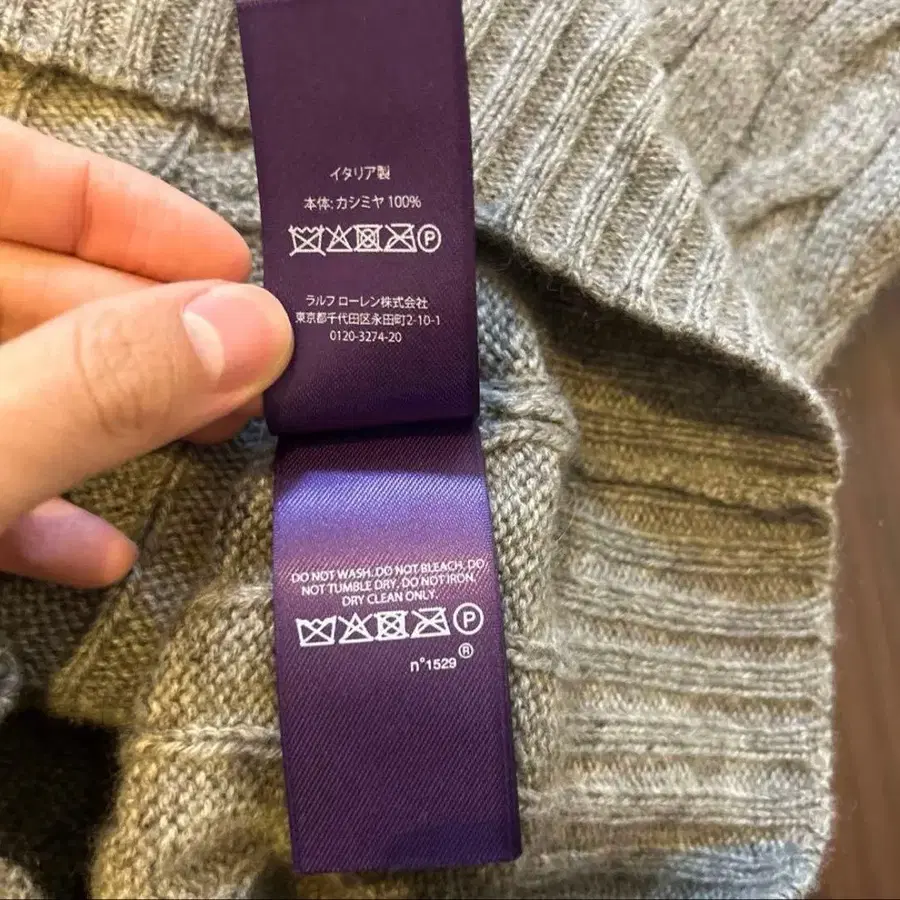 イタリア製
本体: カシミヤ 100%
Ⓟ
ラルフ ローレン株式会社
東京都千代田区永田町2-10-1
0120-3274-20
DO NOT WASH. DO NOT BLEACH. DO
NOT TUMBLE DRY. DO NOT IRON.
DRY CLEAN ONLY.
Ⓟ
n°1529 ®